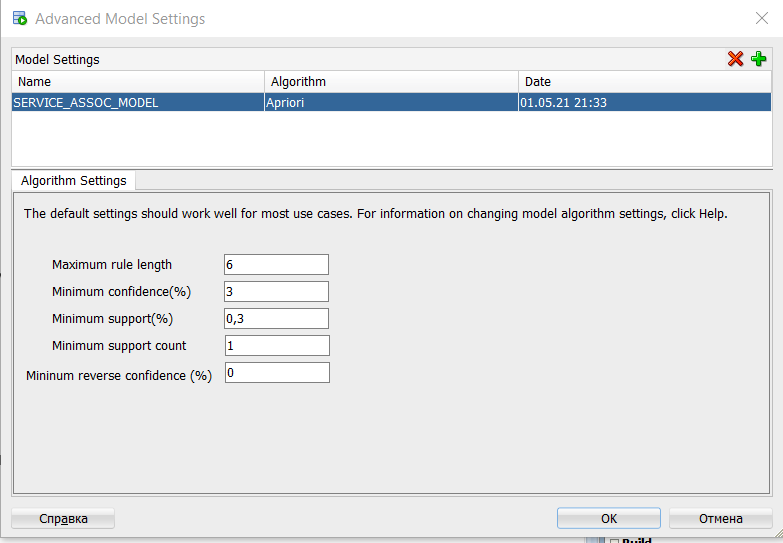 Advanced Model Settings
Model Settings
Name Algorithm Date
SERVICE_ASSOC_MODEL Apriori 01.05.21 21:33
Algorithm Settings
The default settings should work well for most use cases. For information on changing model algorithm settings, click Help.
Maximum rule length 6
Minimum confidence(%) 3
Minimum support(%) 0,3
Minimum support count 1
Mininum reverse confidence (%) 0
Справка OK Отмена
Build